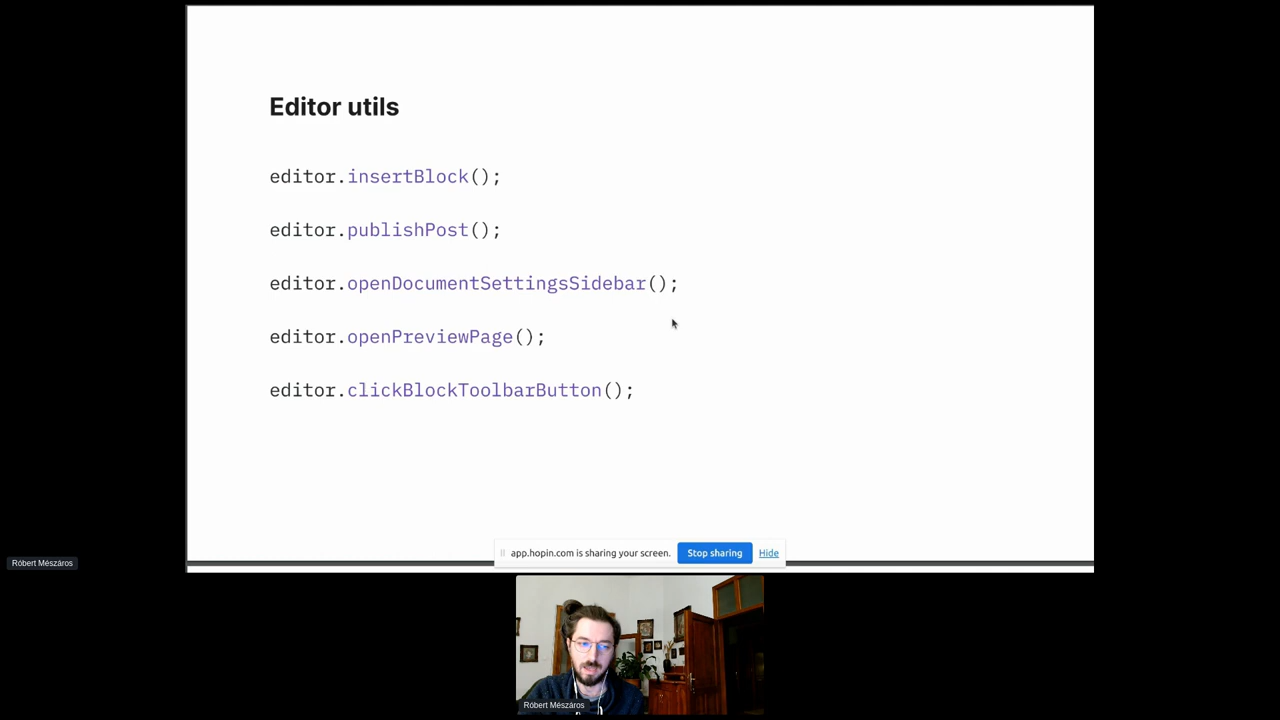 Editor utils
editor.insertBlock();
editor.publishPost();
editor.openDocumentSettingsSidebar();
editor.openPreviewPage();
editor.clickBlockToolbarButton();
app.hopin.com is sharing your screen. Stop sharing Hide
Róbert Mészáros
Róbert Mészáros